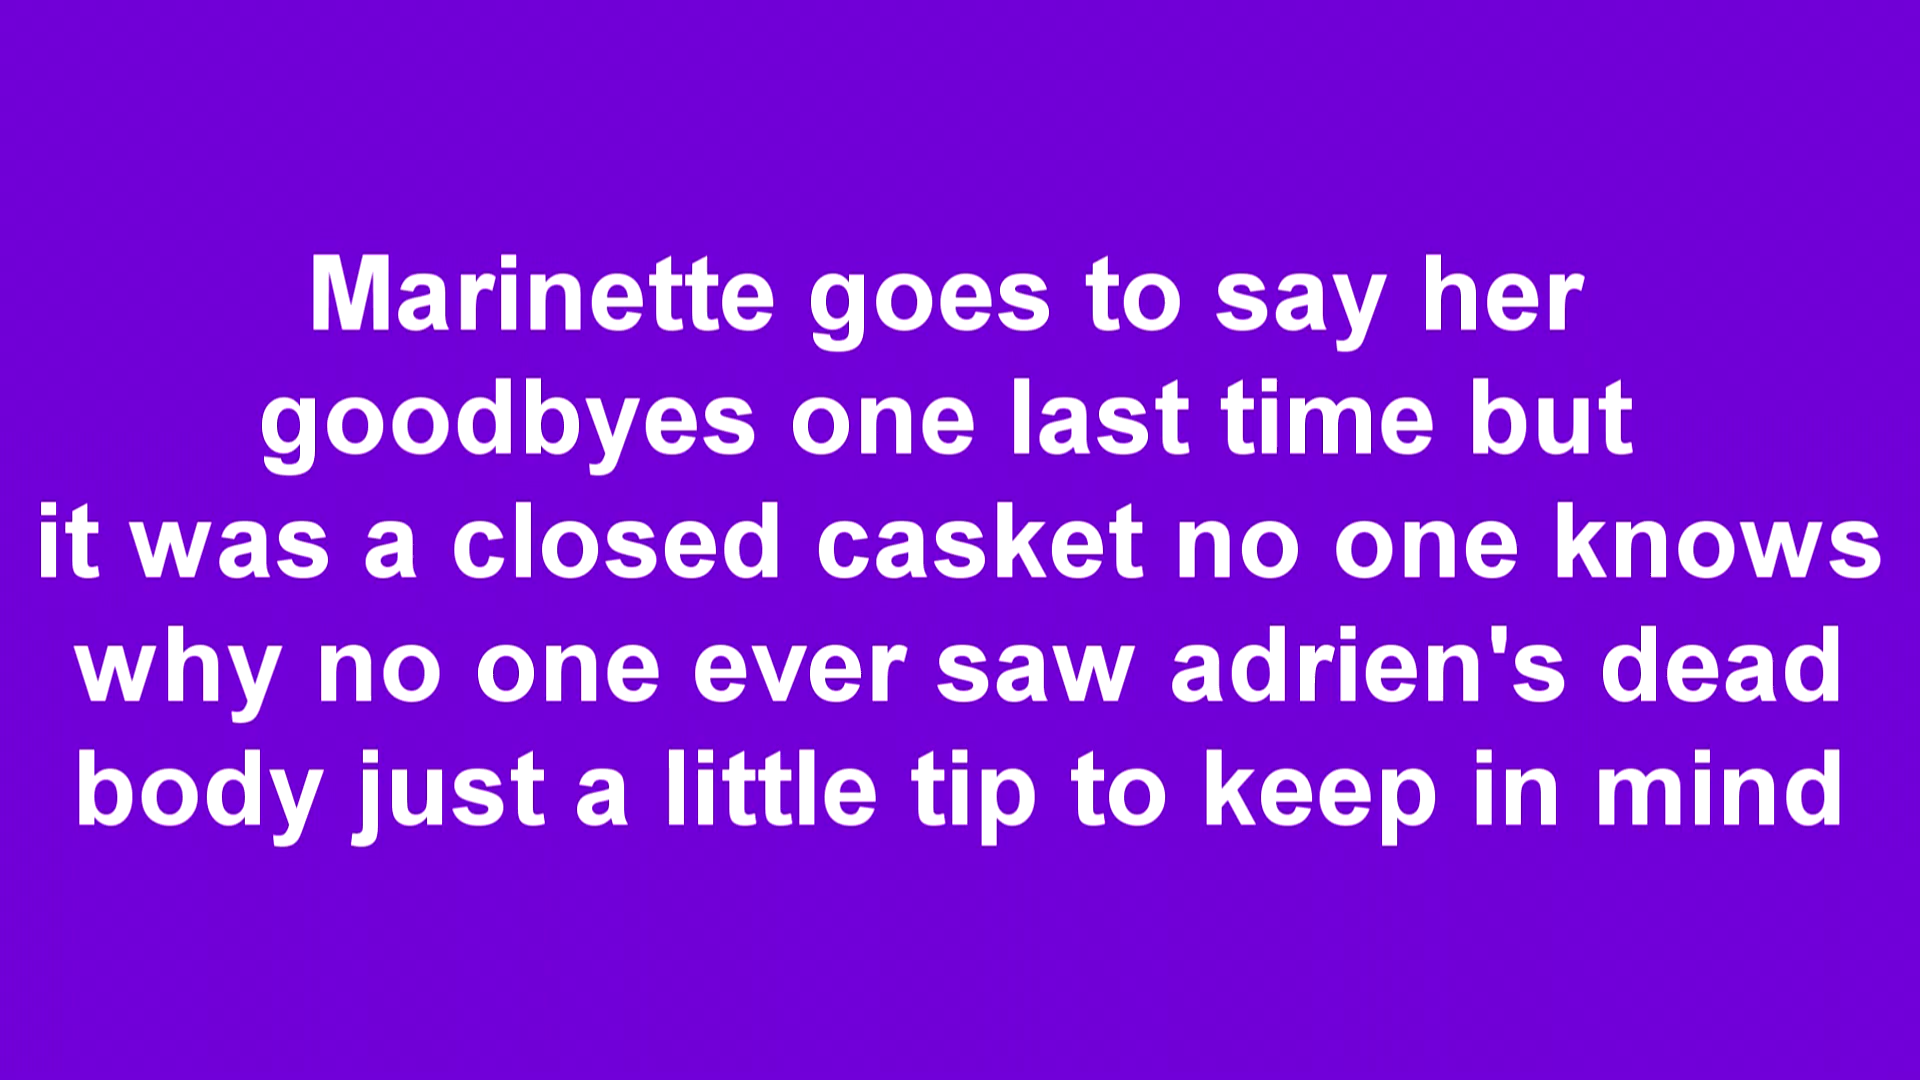 Marinette goes to say her
goodbyes one last time but
it was a closed casket no one knows
why no one ever saw adrien's dead
body just a little tip to keep in mind